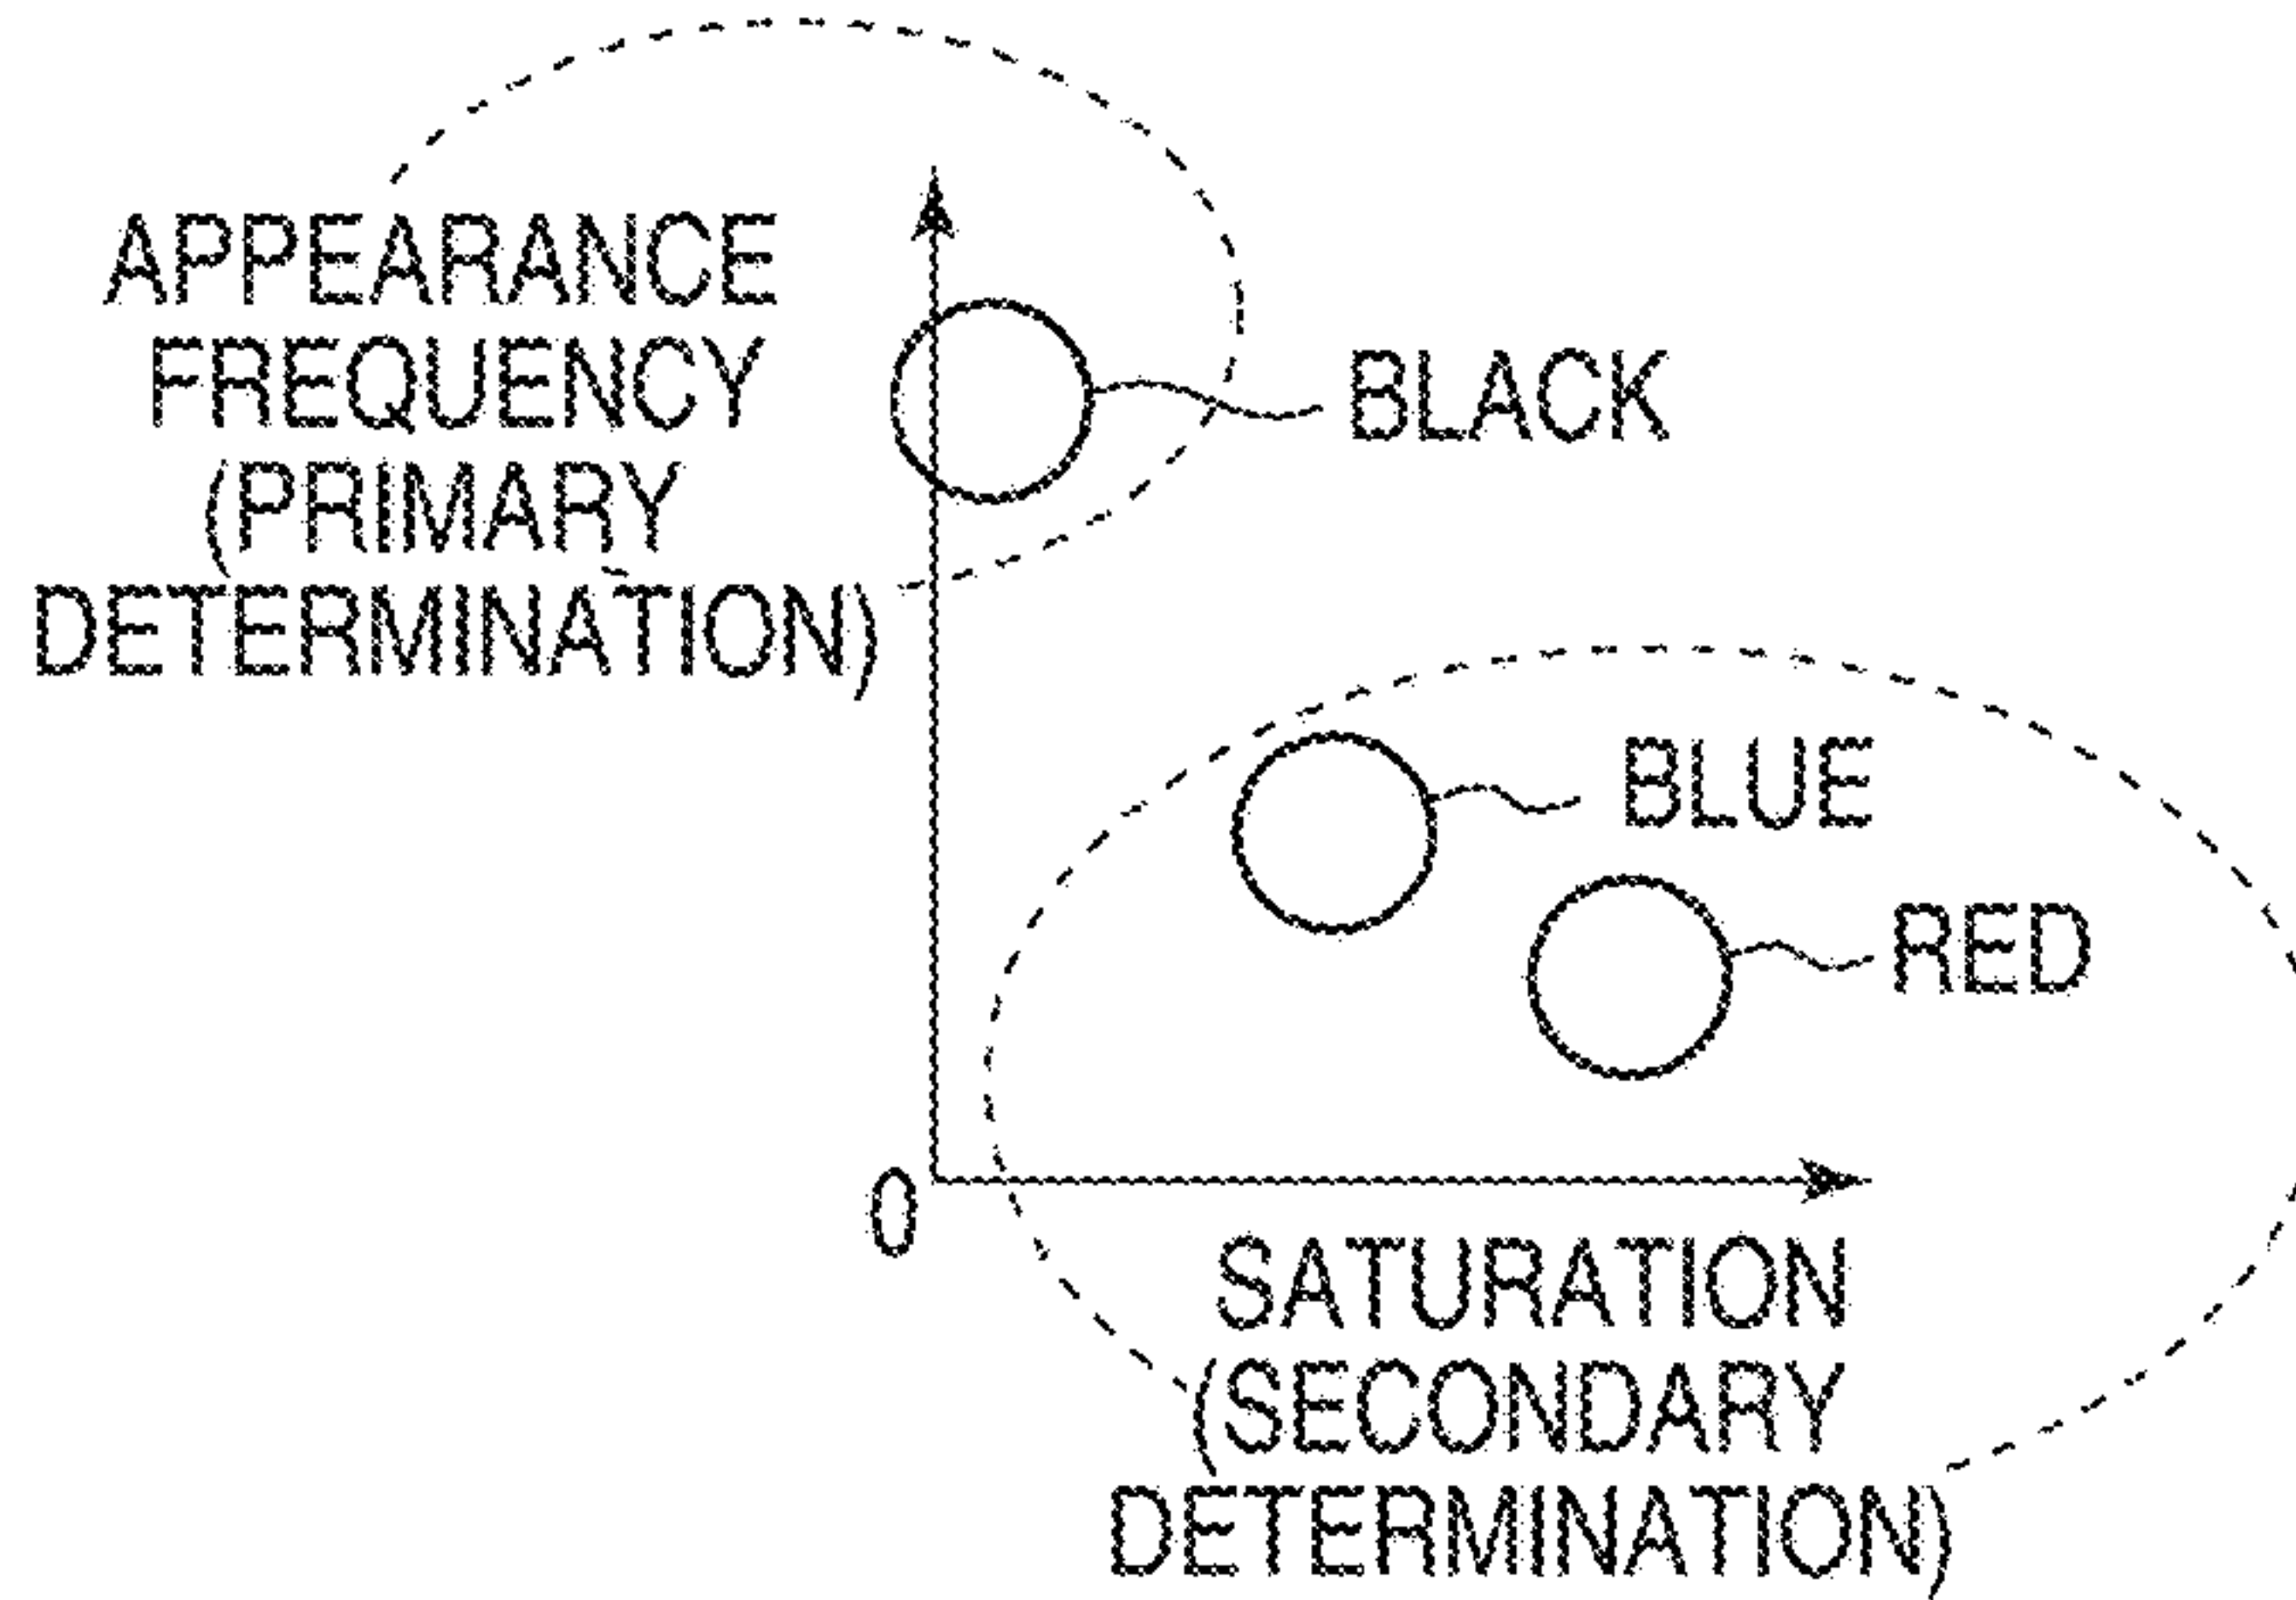 APPEARANCE
FREQUENCY
(PRIMARY
DETERMINATION)
BLACK
BLUE
RED
0
SATURATION
(SECONDARY
DETERMINATION)